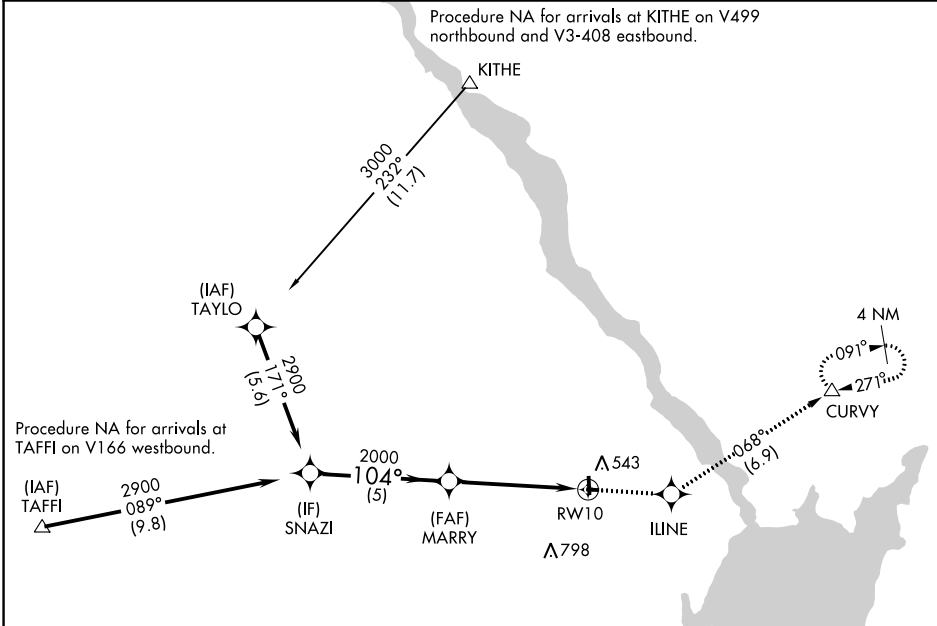 Procedure NA for arrivals at KITHE on V499
northbound and V3-408 eastbound.
KITHE
3000
232°
(11.7)
(IAF)
TAYLO
2900
171°
(5.6)
4 NM
091°
271°
CURVY
068°
(6.9)
Procedure NA for arrivals at
TAFFI on V166 westbound.
(IAF)
TAFFI
2900
089°
(9.8)
(IF)
SNAZI
2000
104°
(5)
(FAF)
MARRY
543
RW10
ILINE
798